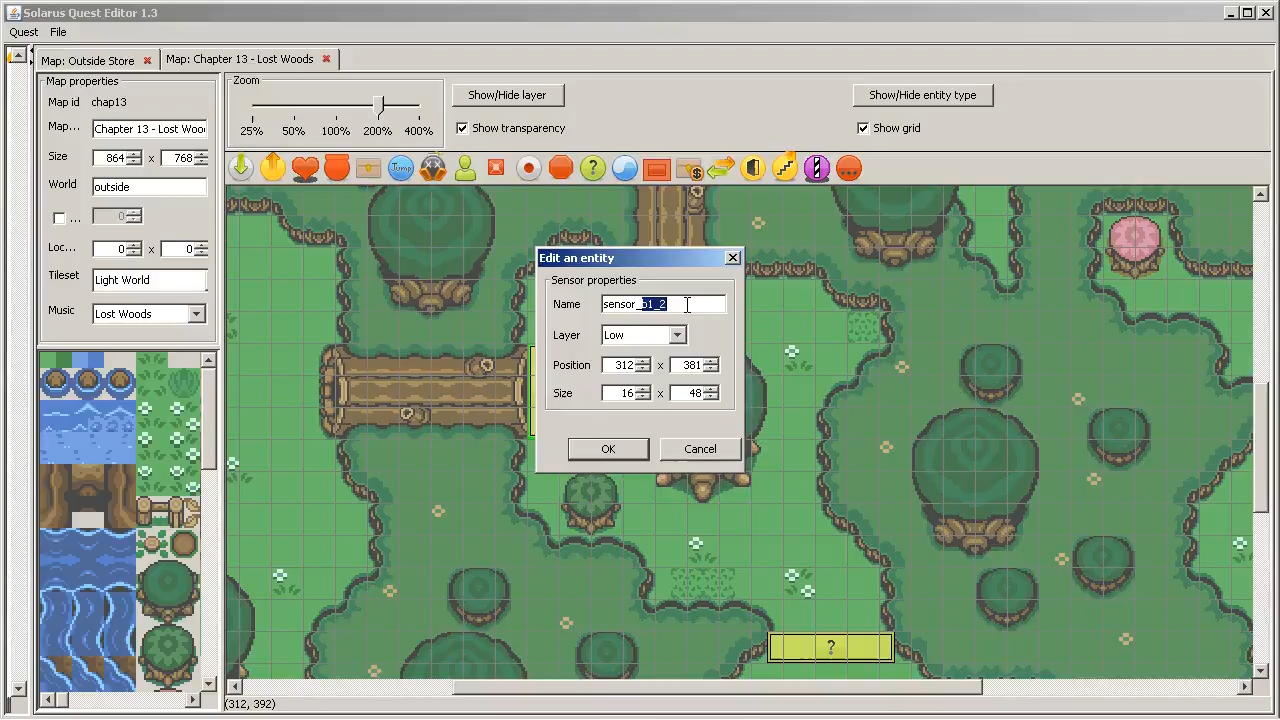 Solarus Quest Editor 1.3
Quest File
Map: Outside Store Map: Chapter 13 - Lost Woods
Map properties
Map id chap13
Map... Chapter 13 - Lost Wood
Size 864 x 768
World outside
... 0
Loc... 0 x 0
Tileset Light World
Music Lost Woods
Zoom
25% 50% 100% 200% 400%
Show/Hide layer
Show transparency
Show/Hide entity type
Show grid
Jump
?
$
...
Edit an entity
Sensor properties
Name sensor_b1_2
Layer Low
Position 312 x 381
Size 16 x 48
OK Cancel
?
(312, 392)